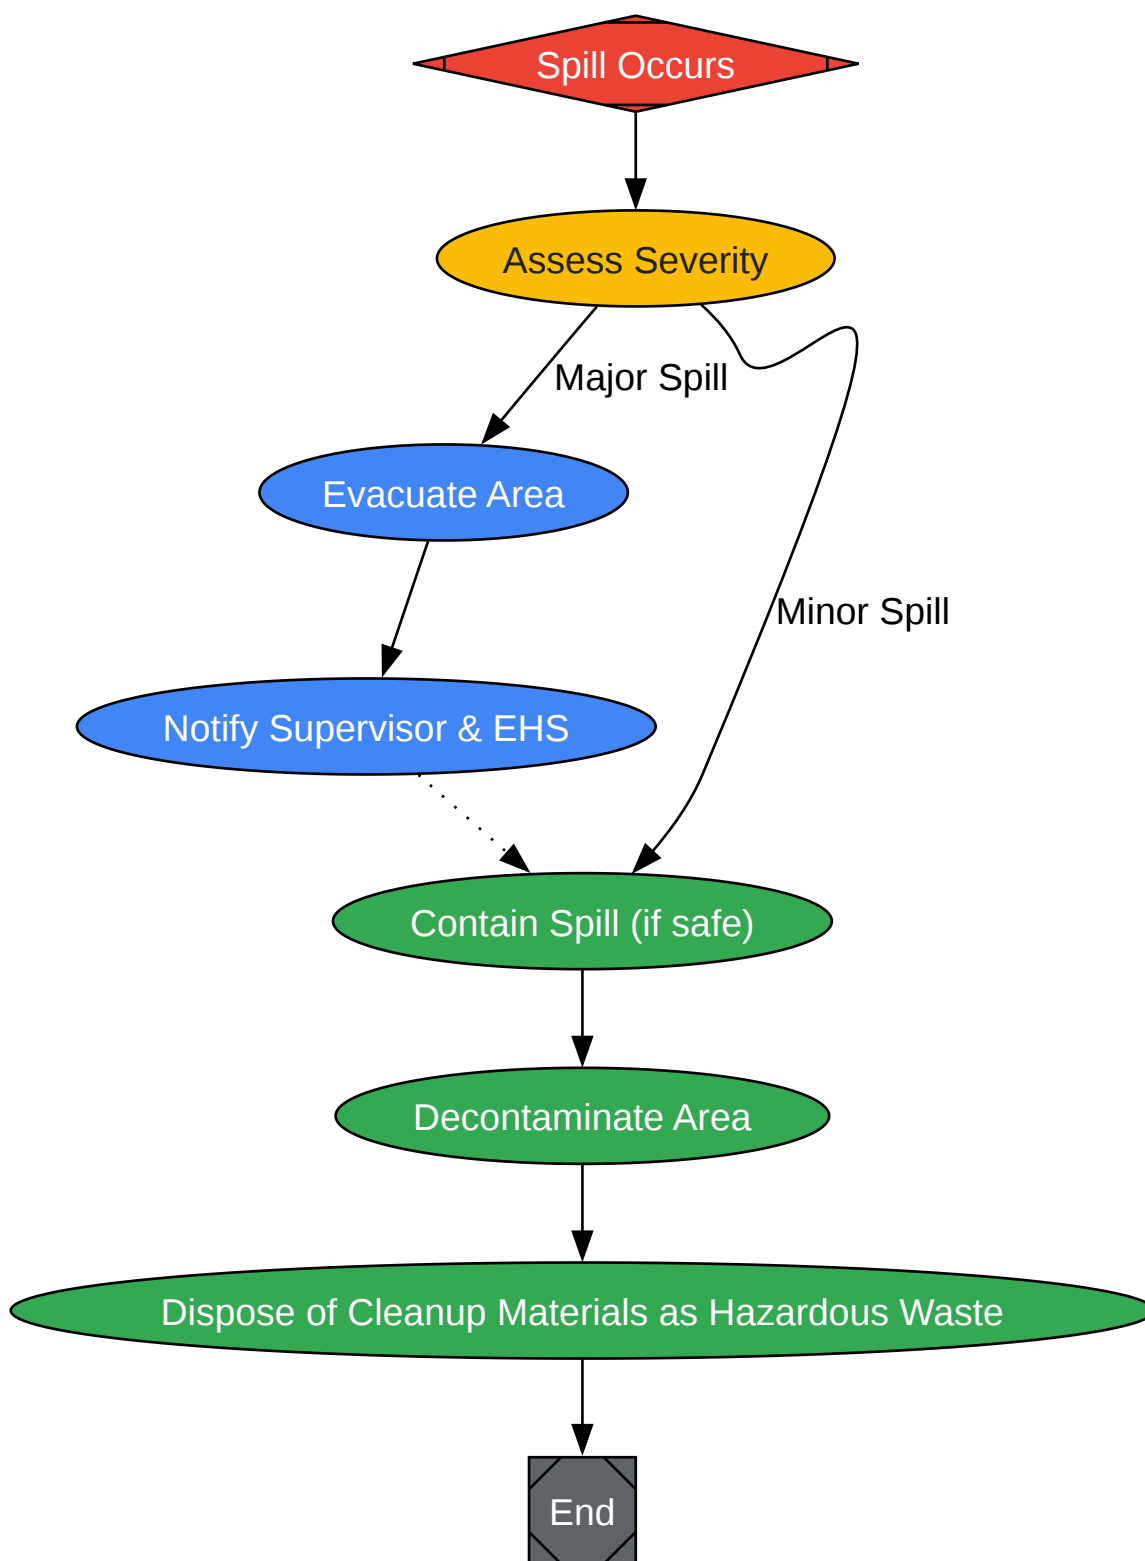 Spill Occurs
Assess Severity
Major Spill
Evacuate Area
Minor Spill
Notify Supervisor & EHS
Contain Spill (if safe)
Decontaminate Area
Dispose of Cleanup Materials as Hazardous Waste
End